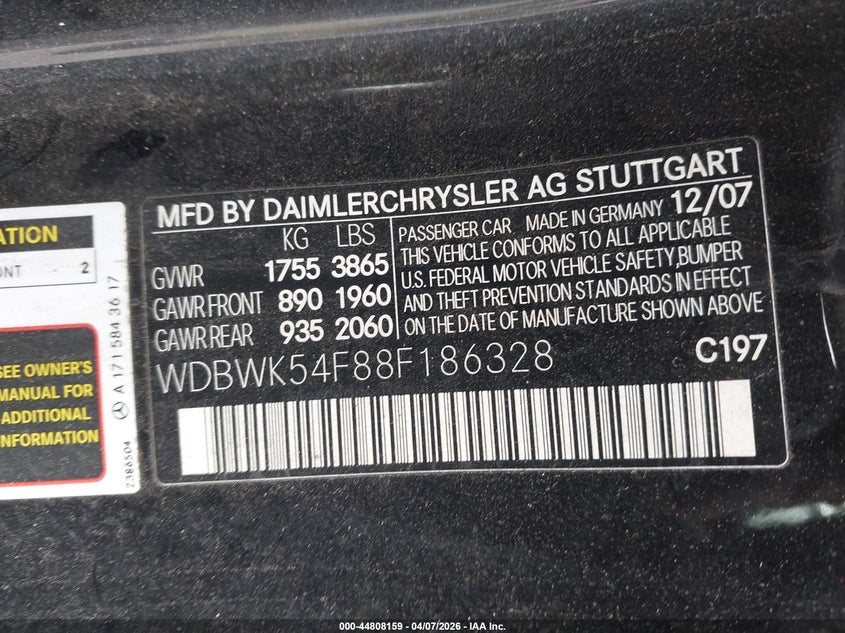 ATION
ONT 2
SEE OWNER'S
MANUAL FOR
ADDITIONAL
INFORMATION
A 171 584 36 17
2386504
MFD BY DAIMLERCHRYSLER AG STUTTGART
KG LBS
GVWR 1755 3865
GAWR FRONT 890 1960
GAWR REAR 935 2060
PASSENGER CAR MADE IN GERMANY 12/07
THIS VEHICLE CONFORMS TO ALL APPLICABLE
U.S. FEDERAL MOTOR VEHICLE SAFETY, BUMPER
AND THEFT PREVENTION STANDARDS IN EFFECT
ON THE DATE OF MANUFACTURE SHOWN ABOVE
WDBWK54F88F186328 C197
000-44808159 - 04/07/2026 - IAA Inc.